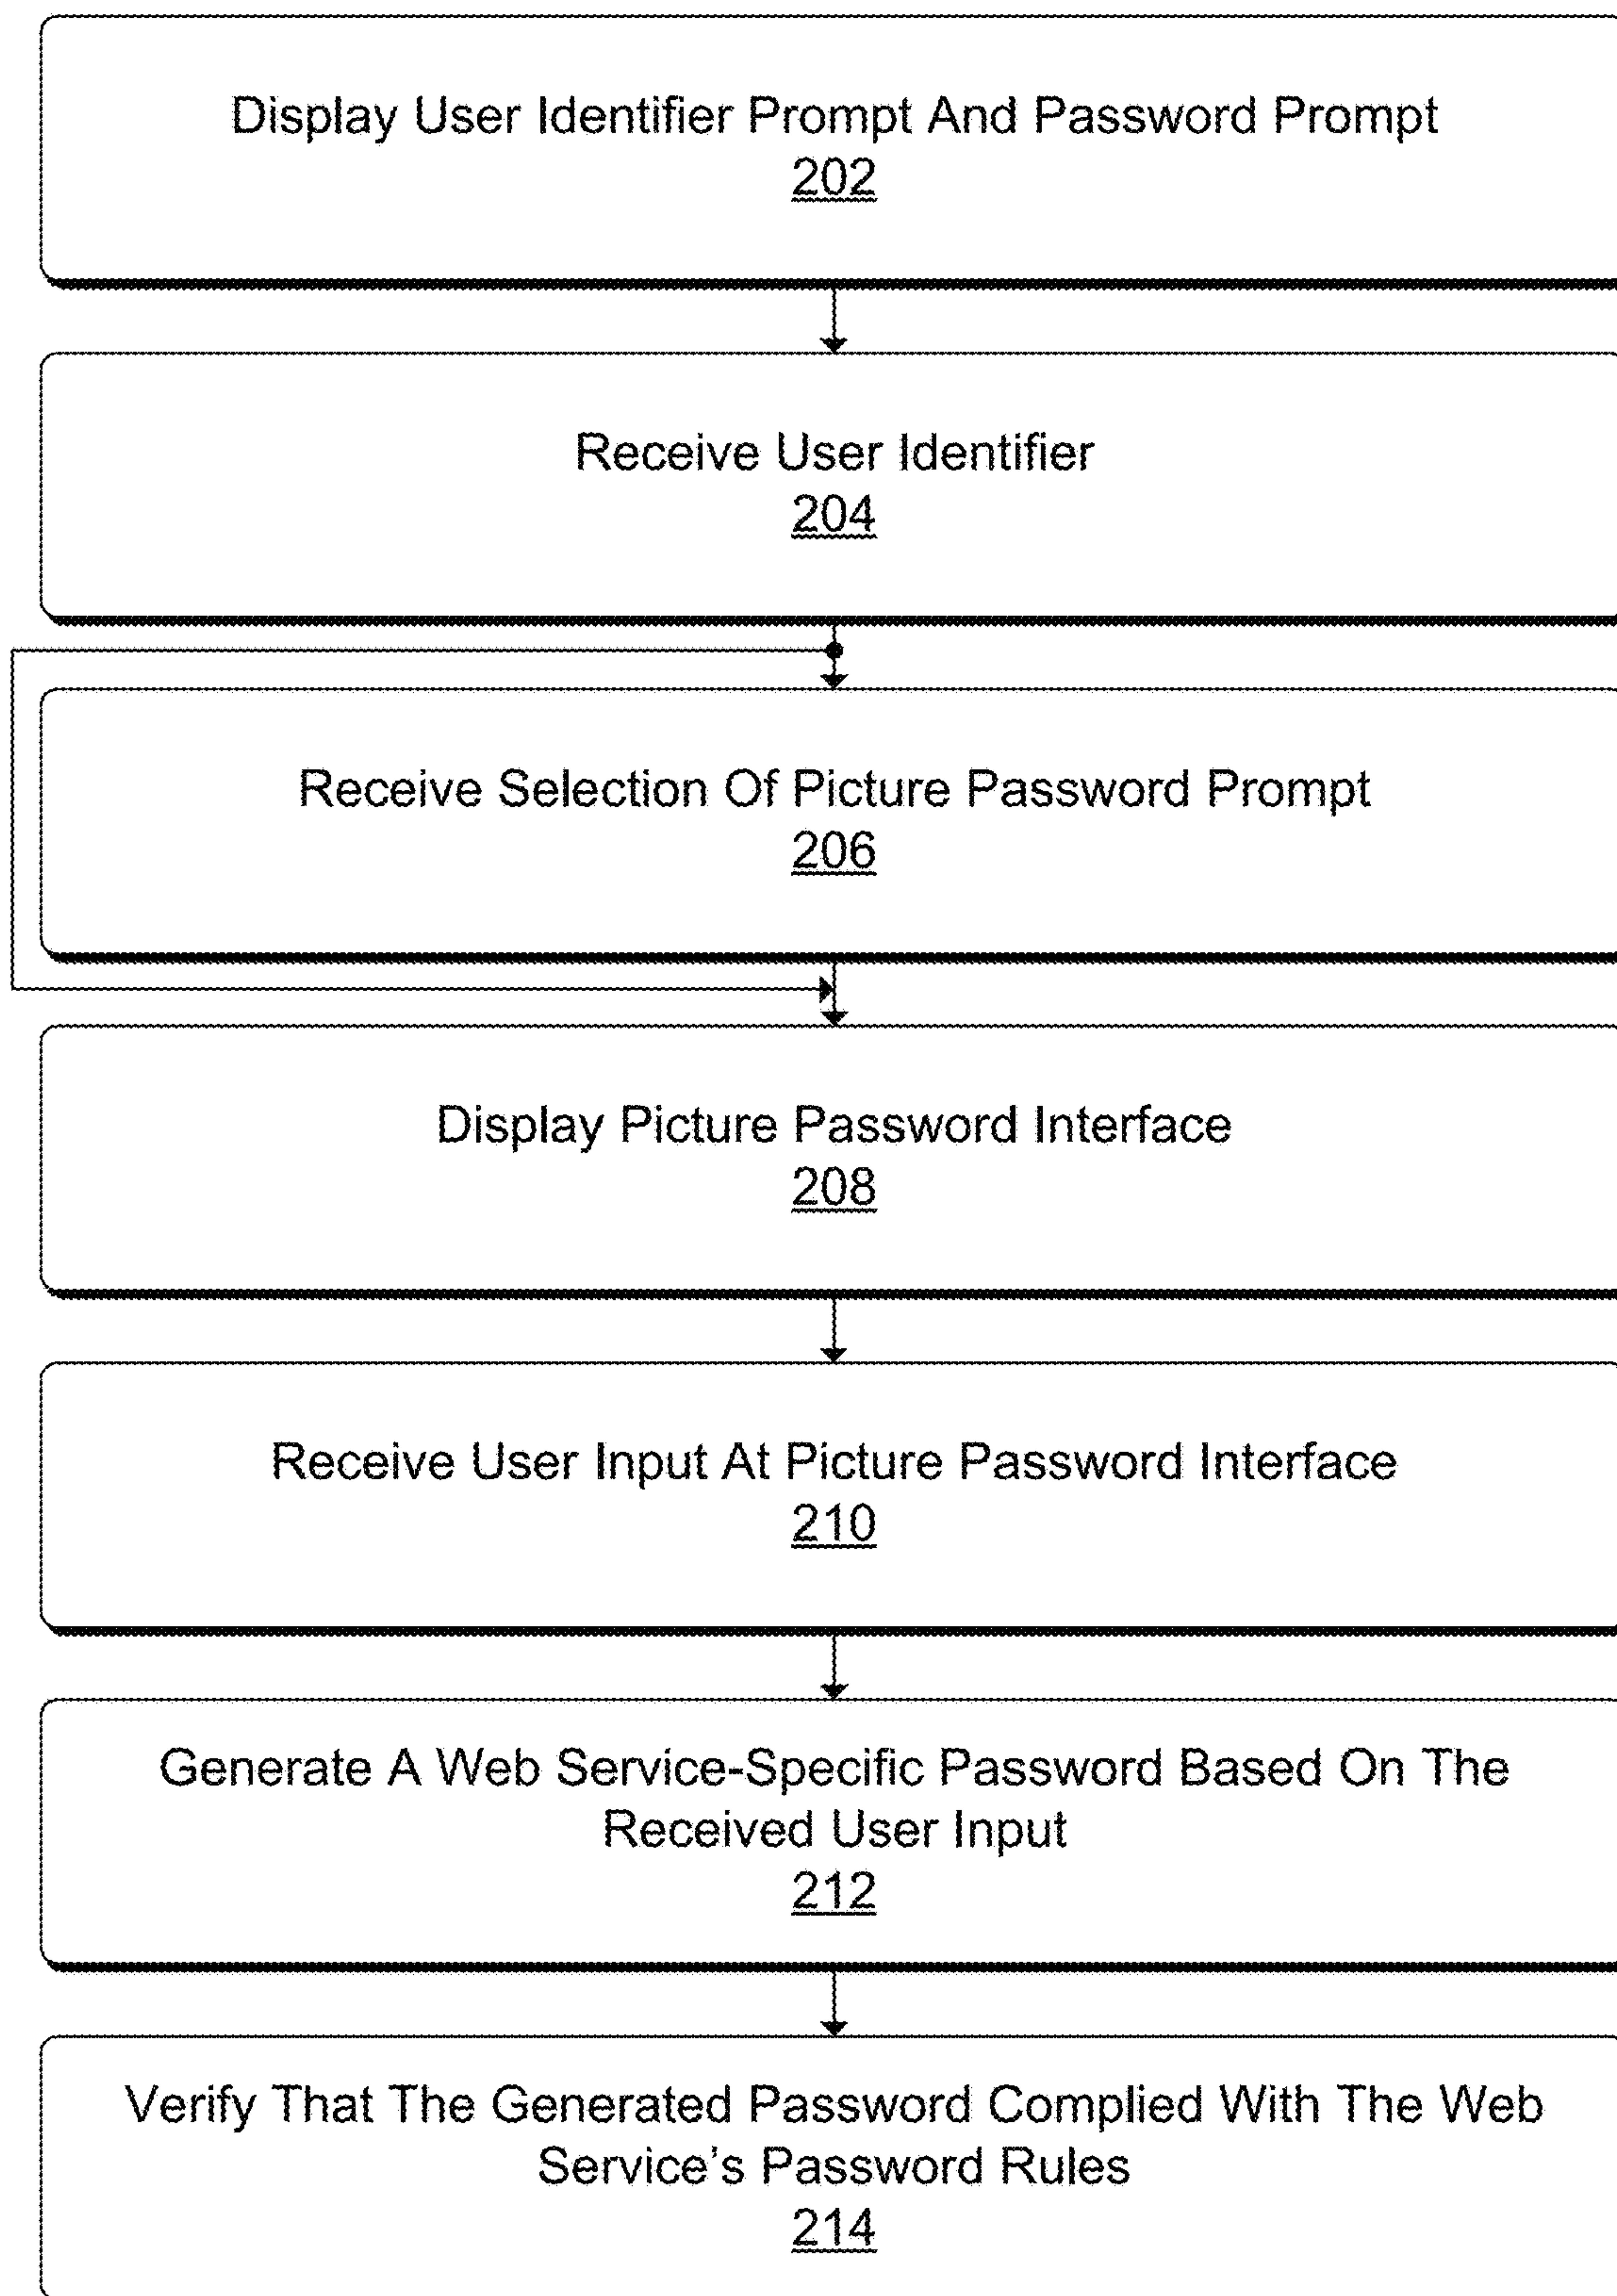 Display User Identifier Prompt And Password Prompt
202
Receive User Identifier
204
Receive Selection Of Picture Password Prompt
206
Display Picture Password Interface
208
Receive User Input At Picture Password Interface
210
Generate A Web Service-Specific Password Based On The
Received User Input
212
Verify That The Generated Password Complied With The Web
Service's Password Rules
214